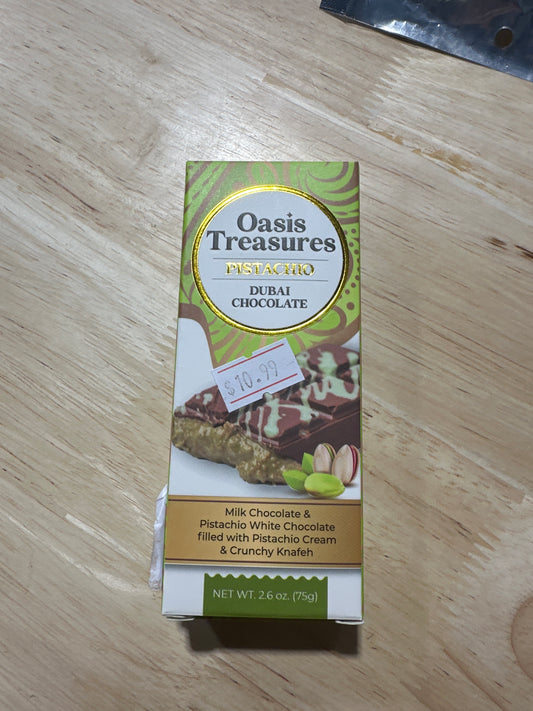 Oasis
Treasures
PISTACHIO
DUBAI
CHOCOLATE
$10.99
Milk Chocolate &
Pistachio White Chocolate
filled with Pistachio Cream
& Crunchy Knafeh
NET WT. 2.6 oz. (75g)